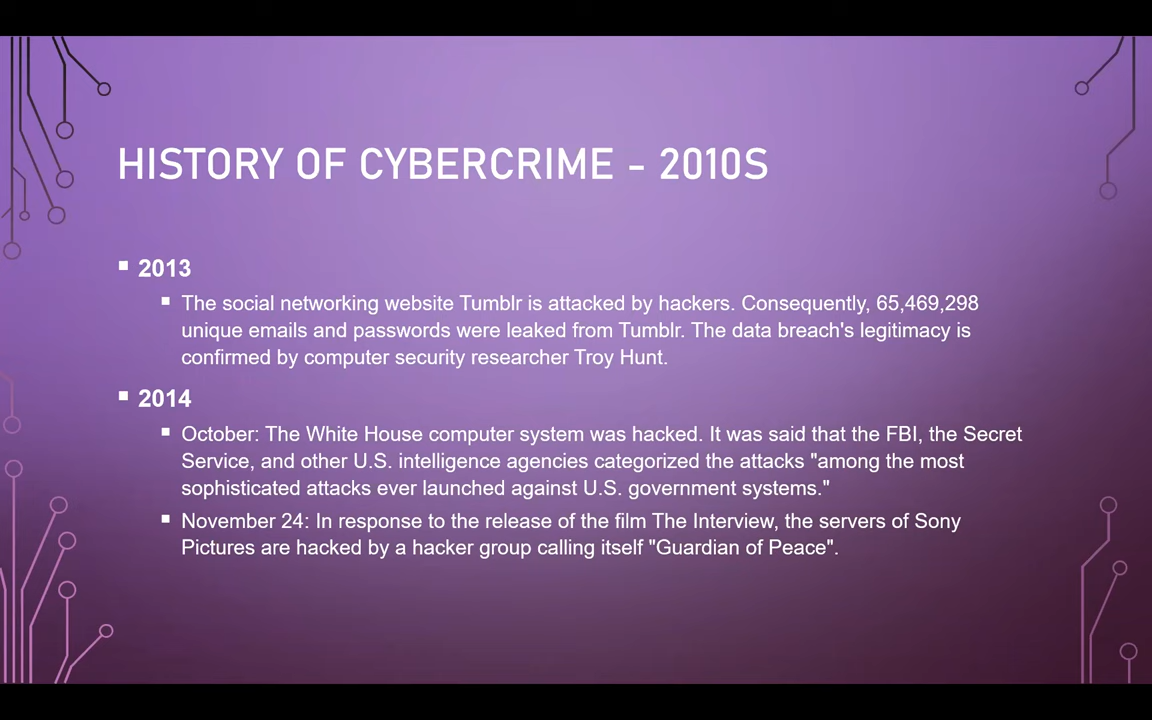 HISTORY OF CYBERCRIME - 2010S
2013
The social networking website Tumblr is attacked by hackers. Consequently, 65,469,298
unique emails and passwords were leaked from Tumblr. The data breach's legitimacy is
confirmed by computer security researcher Troy Hunt.
2014
October: The White House computer system was hacked. It was said that the FBI, the Secret
Service, and other U.S. intelligence agencies categorized the attacks "among the most
sophisticated attacks ever launched against U.S. government systems."
November 24: In response to the release of the film The Interview, the servers of Sony
Pictures are hacked by a hacker group calling itself "Guardian of Peace".